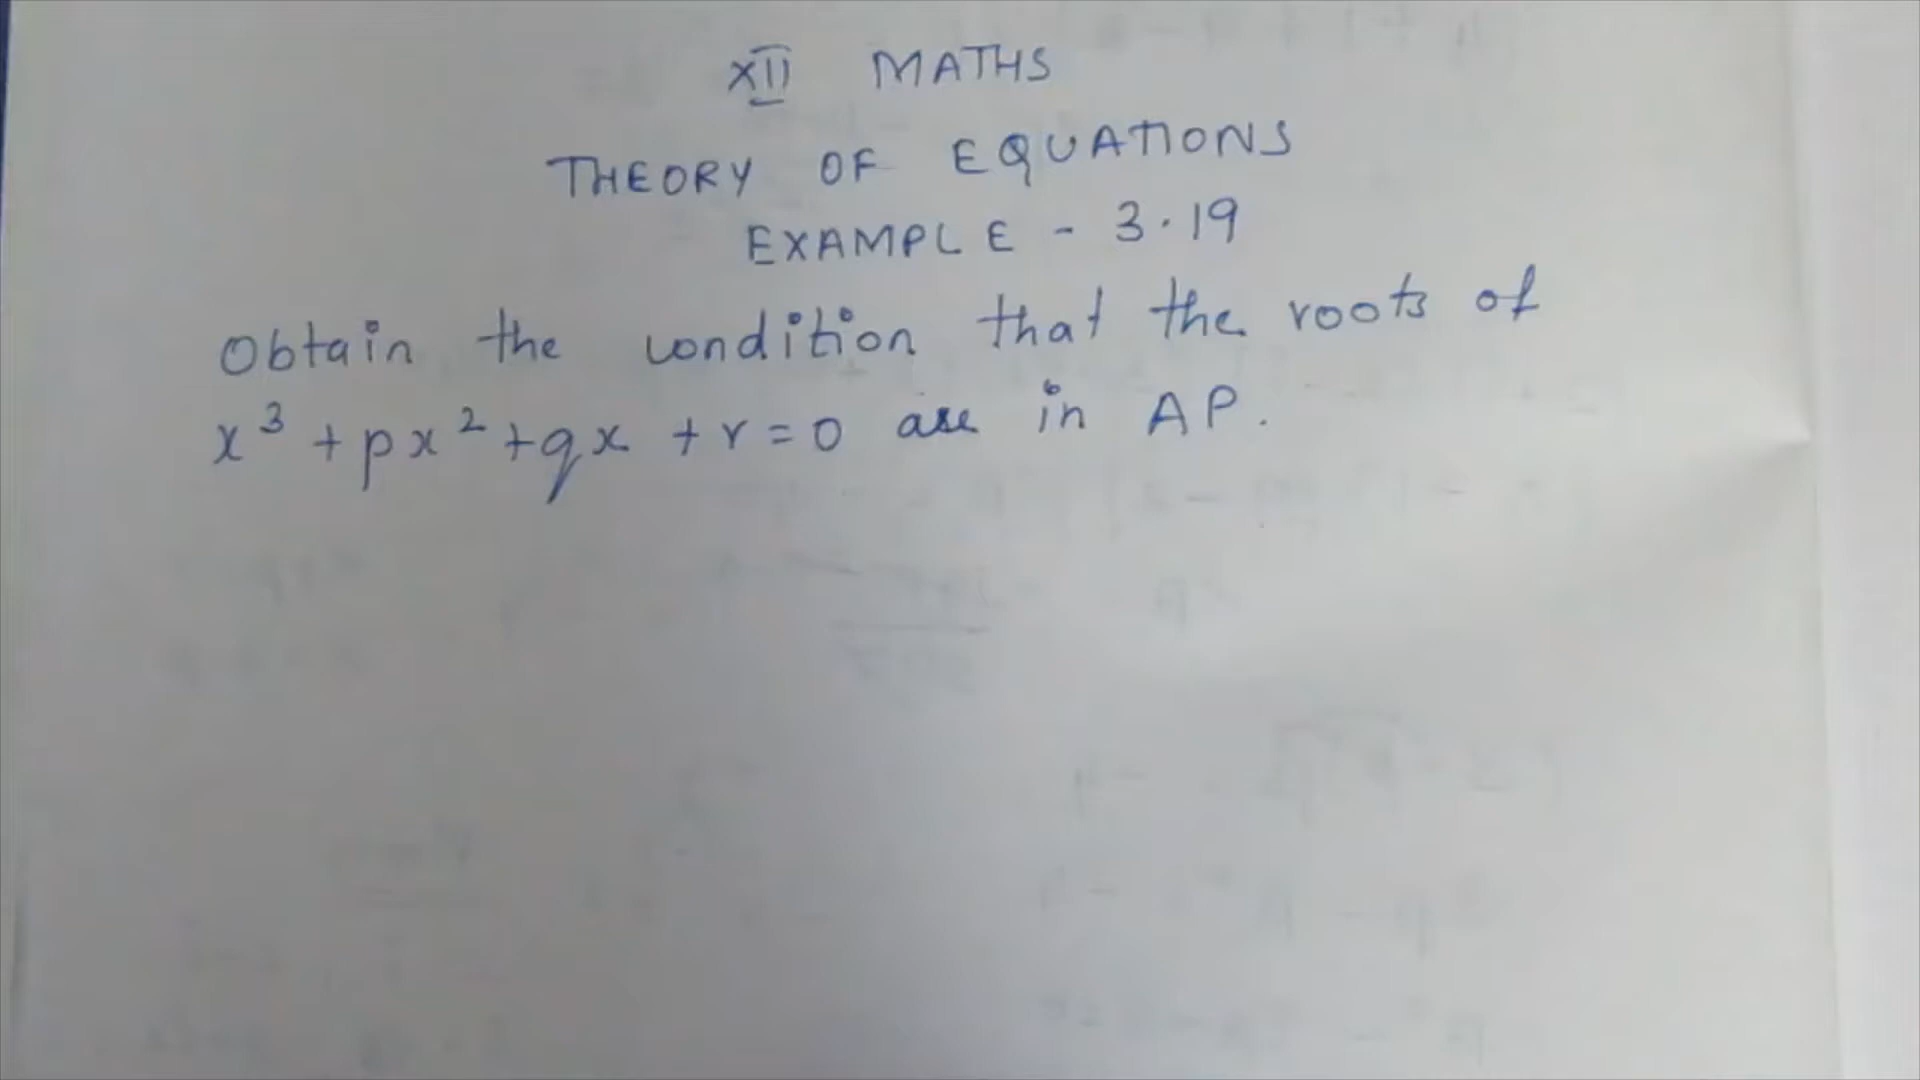 XII MATHS
THEORY OF EQUATIONS
EXAMPLE - 3.19
Obtain the condition that the roots of
x³ + px² + qx + r = 0 are in AP.